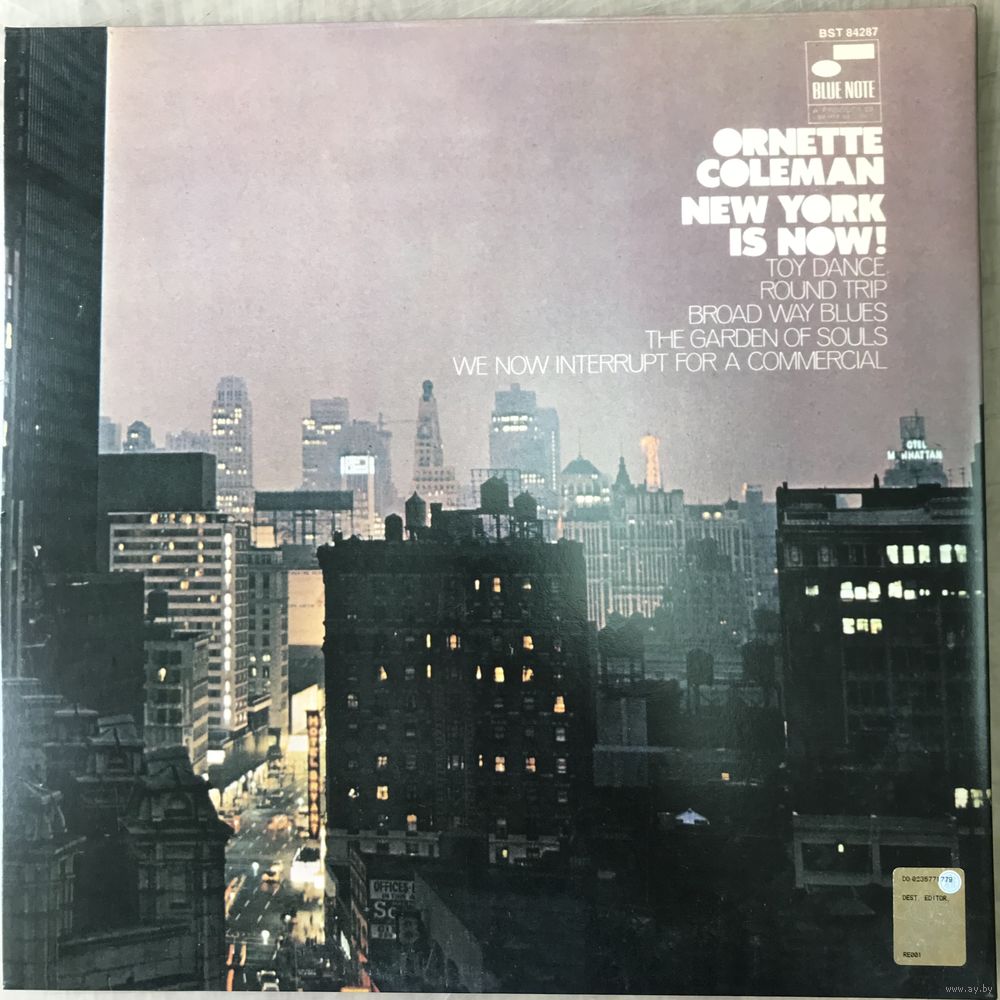 BST 84287
BLUE NOTE
ORNETTE
COLEMAN
NEW YORK
IS NOW!
TOY DANCE
ROUND TRIP
BROAD WAY BLUES
THE GARDEN OF SOULS
WE NOW INTERRUPT FOR A COMMERCIAL
OTEL
MANHATTAN
OFFICES
DEST. EDITOR.
RE001
www.ay.by